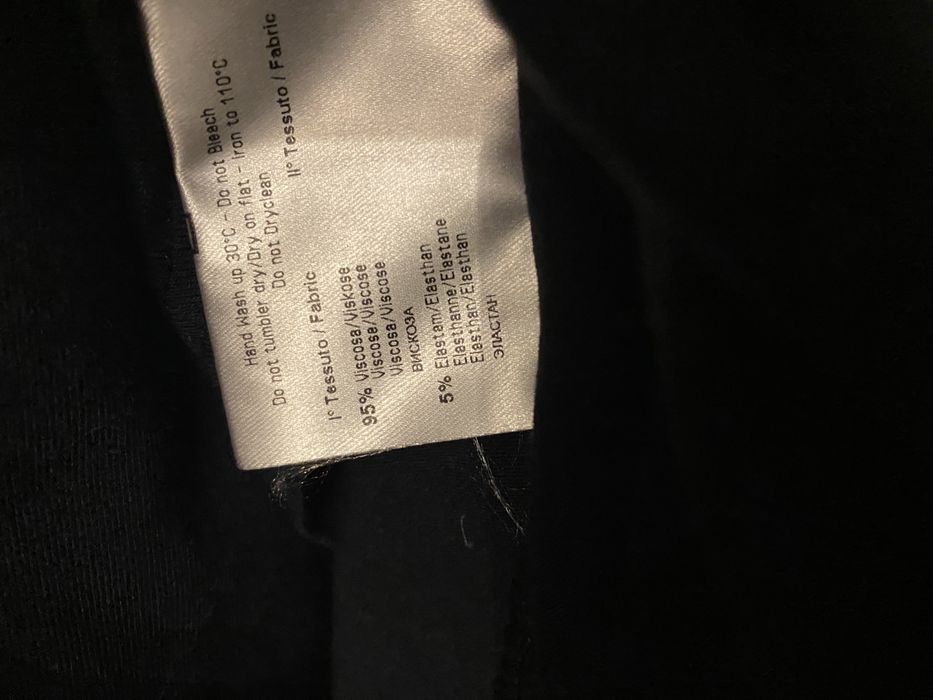 Hand Wash up 30°C - Do not Bleach
Do not tumbler dry/Dry on flat - Iron to 110°C
Do not Dryclean
I° Tessuto / Fabric
95% Viscosa/Viskose
Viscose/Viscose
Viscosa/Viscose
ВИСКОЗА
5% Elastam/Elasthan
Elasthanne/Elastane
Elasthan/Elasthan
ЭЛАСТАН
II° Tessuto / Fabric